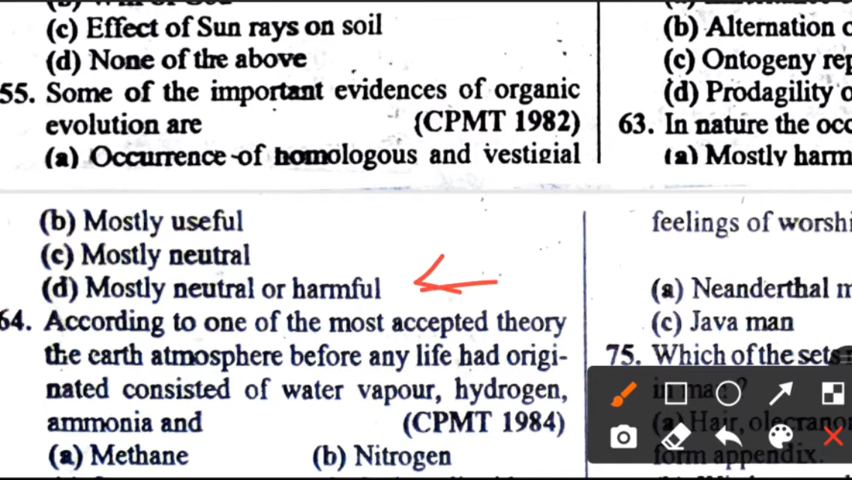 (c) Effect of Sun rays on soil
(d) None of the above
55. Some of the important evidences of organic
evolution are (CPMT 1982)
(a) Occurrence of homologous and vestigial
(b) Alternation
(c) Ontogeny
(d) Prodagility
63. In nature the
(a) Mostly
(b) Mostly useful
(c) Mostly neutral
(d) Mostly neutral or harmful
64. According to one of the most accepted theory
the earth atmosphere before any life had origi-
nated consisted of water vapour, hydrogen,
ammonia and (CPMT 1984)
(a) Methane (b) Nitrogen
feelings of
(a) Neanderthal
(c) Java man
75. Which of the sets
in man?
(a) Hair,
form appendix.